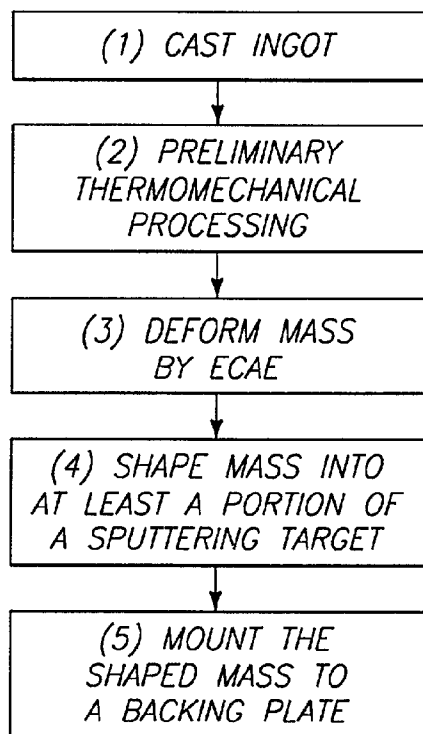 (1) CAST INGOT
(2) PRELIMINARY
THERMOMECHANICAL
PROCESSING
(3) DEFORM MASS
BY ECAE
(4) SHAPE MASS INTO
AT LEAST A PORTION OF
A SPUTTERING TARGET
(5) MOUNT THE
SHAPED MASS TO
A BACKING PLATE